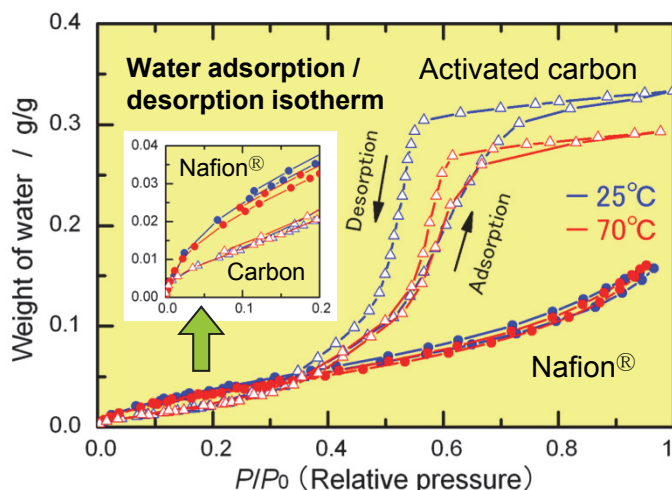 0.4
Water adsorption /
desorption isotherm
Activated carbon
Weight of water / g/g
0.3
0.04
Nafion®
0.03
0.02
Carbon
0.01
0.00
0.0
0.1
0.2
Desorption
Adsorption
25℃
70℃
0.2
0.1
Nafion®
0.0
0.0
0.2
0.4
0.6
0.8
1
P/P0 (Relative pressure)